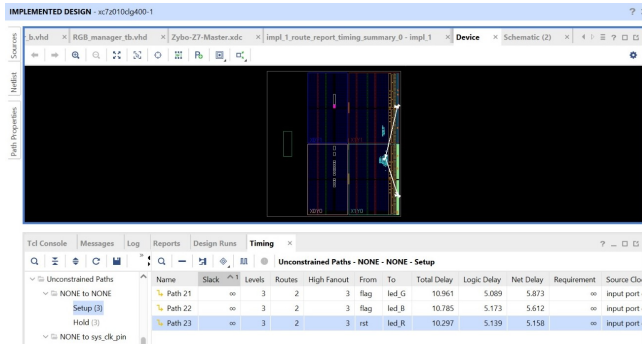 IMPLEMENTED DESIGN - xc7z010clg400-1
?
_b.vhd × RGB_manager_tb.vhd × Zybo-Z7-Master.xdc × impl_1_route_report_timing_summary_0 - impl_1 × Device × Schematic (2) ×
Sources
Netlist
Path Properties
X0Y0 X1Y0
Tcl Console Messages Log Reports Design Runs Timing ×
Unconstrained Paths - NONE - NONE - Setup
Unconstrained Paths
NONE to NONE
Setup (3)
Hold (3)
NONE to sys_clk_pin
Name Slack ^1 Levels Routes High Fanout From To Total Delay Logic Delay Net Delay Requirement Source Cloc
Path 21 ∞ 3 2 3 flag led_G 10.961 5.089 5.873 ∞ input port
Path 22 ∞ 3 2 3 flag led_B 10.785 5.173 5.612 ∞ input port
Path 23 ∞ 3 2 3 rst led_R 10.297 5.139 5.158 ∞ input port